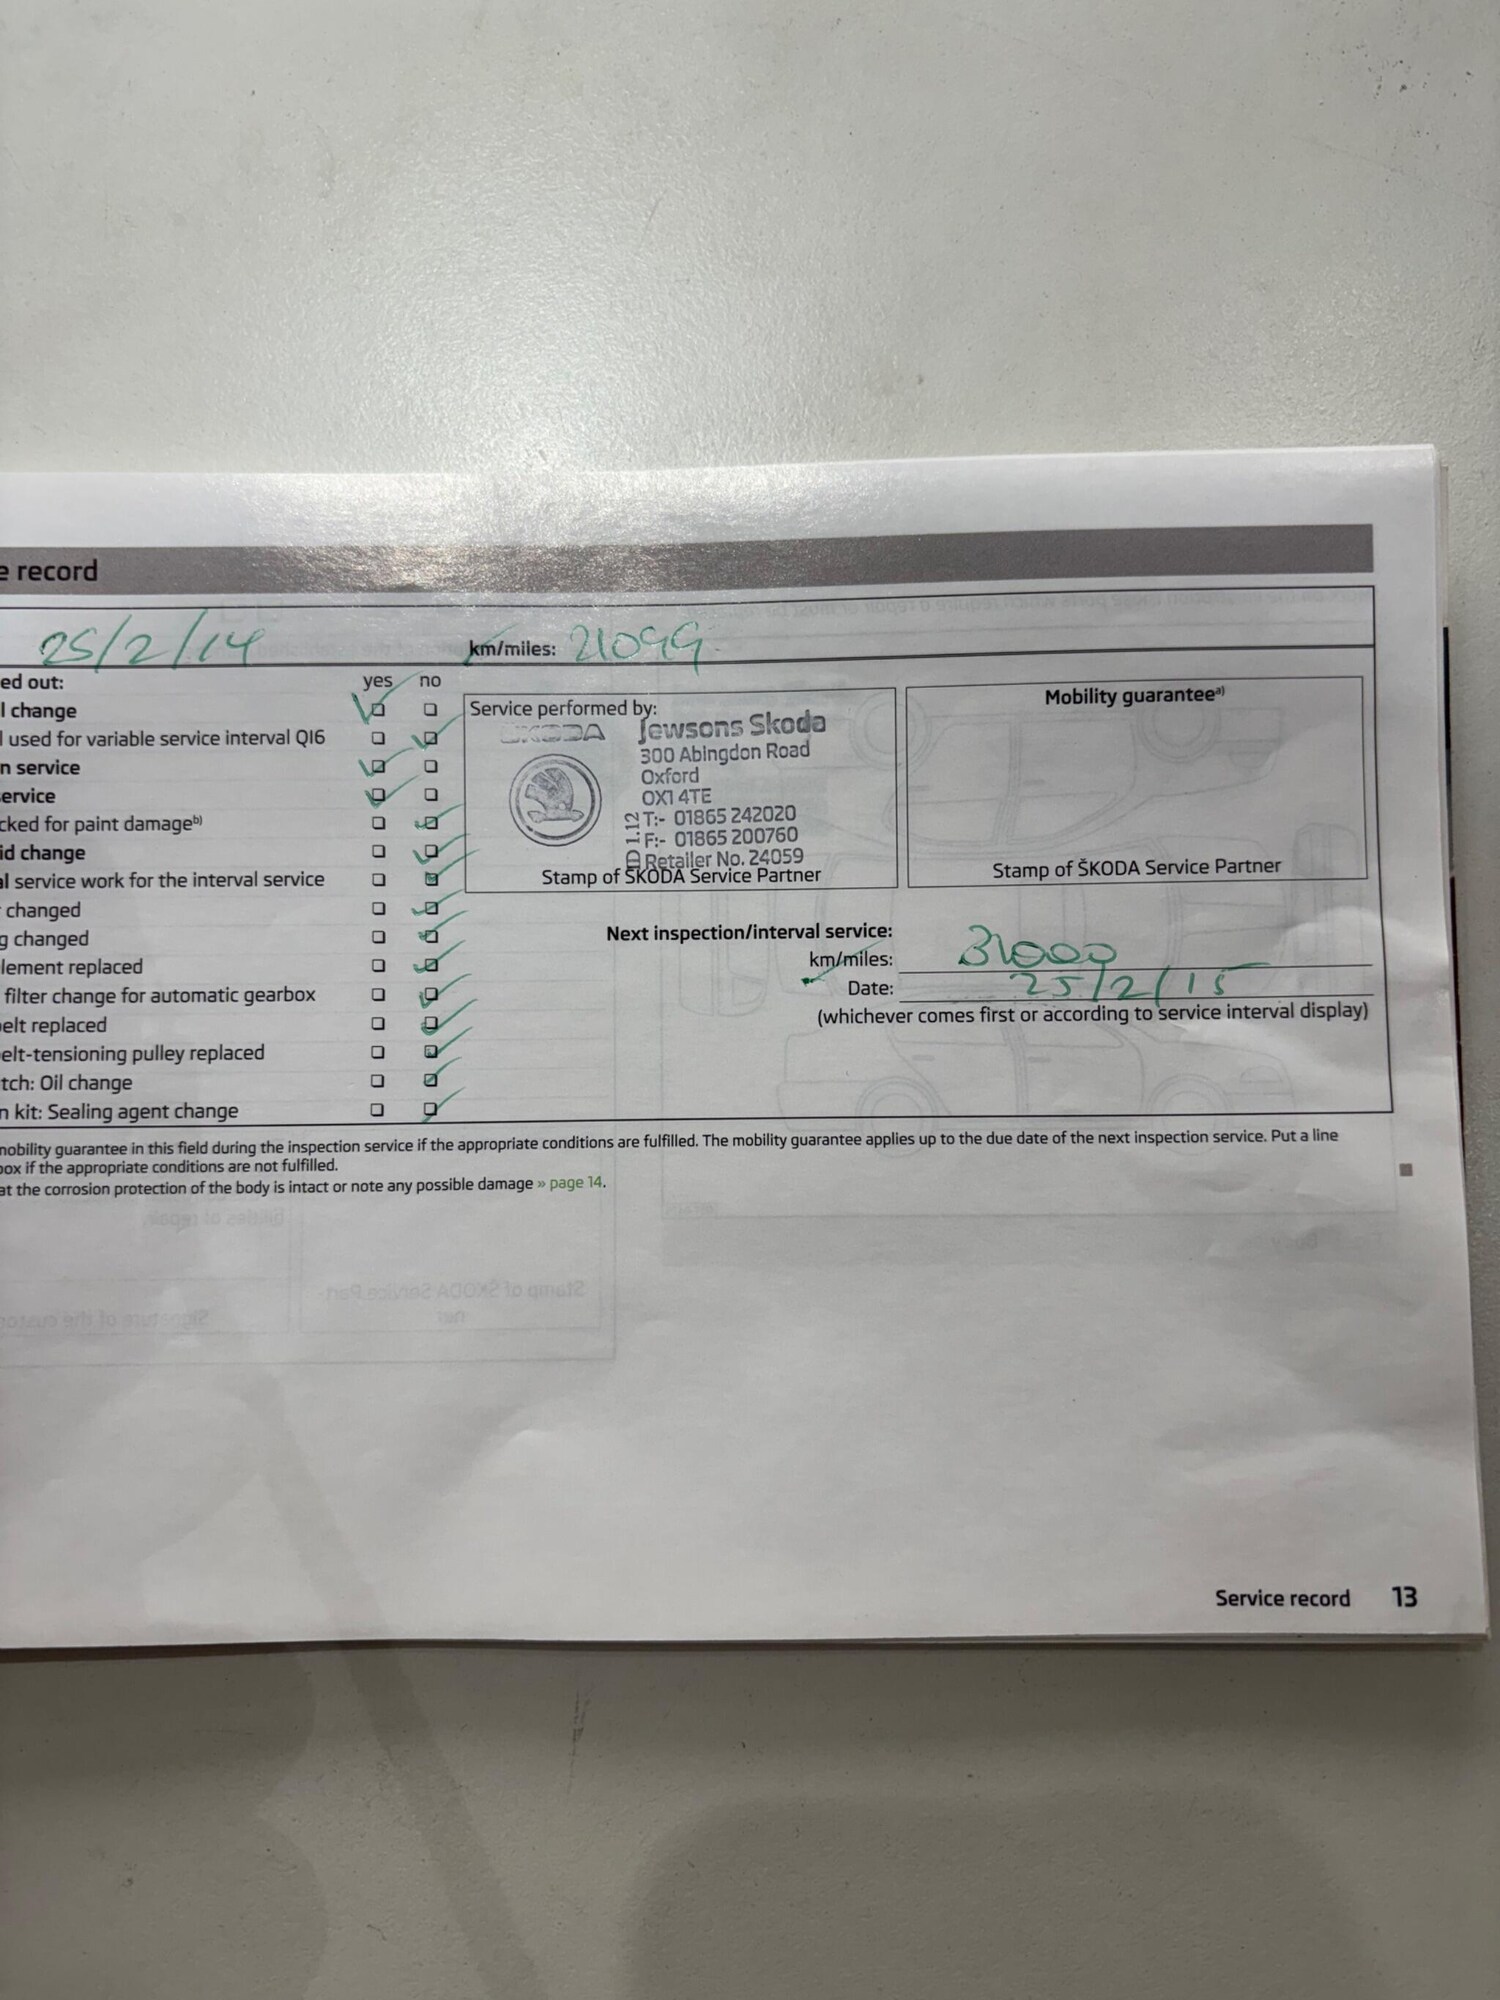 e record
25/2/14 km/miles: 21099
ed out: yes no
l change
l used for variable service interval QI6
n service
ervice
cked for paint damage b)
id change
al service work for the interval service
changed
g changed
lement replaced
filter change for automatic gearbox
elt replaced
elt-tensioning pulley replaced
tch: Oil change
n kit: Sealing agent change
Service performed by:
SKODA Jewsons Skoda
300 Abingdon Road
Oxford
OX1 4TE
T:- 01865 242020
F:- 01865 200760
Retailer No. 24059
1.12
Stamp of ŠKODA Service Partner
Mobility guarantee a)
Stamp of ŠKODA Service Partner
Next inspection/interval service:
km/miles: 31000
Date: 25/2/15
(whichever comes first or according to service interval display)
mobility guarantee in this field during the inspection service if the appropriate conditions are fulfilled. The mobility guarantee applies up to the due date of the next inspection service. Put a line
box if the appropriate conditions are not fulfilled.
at the corrosion protection of the body is intact or note any possible damage » page 14.
Service record 13